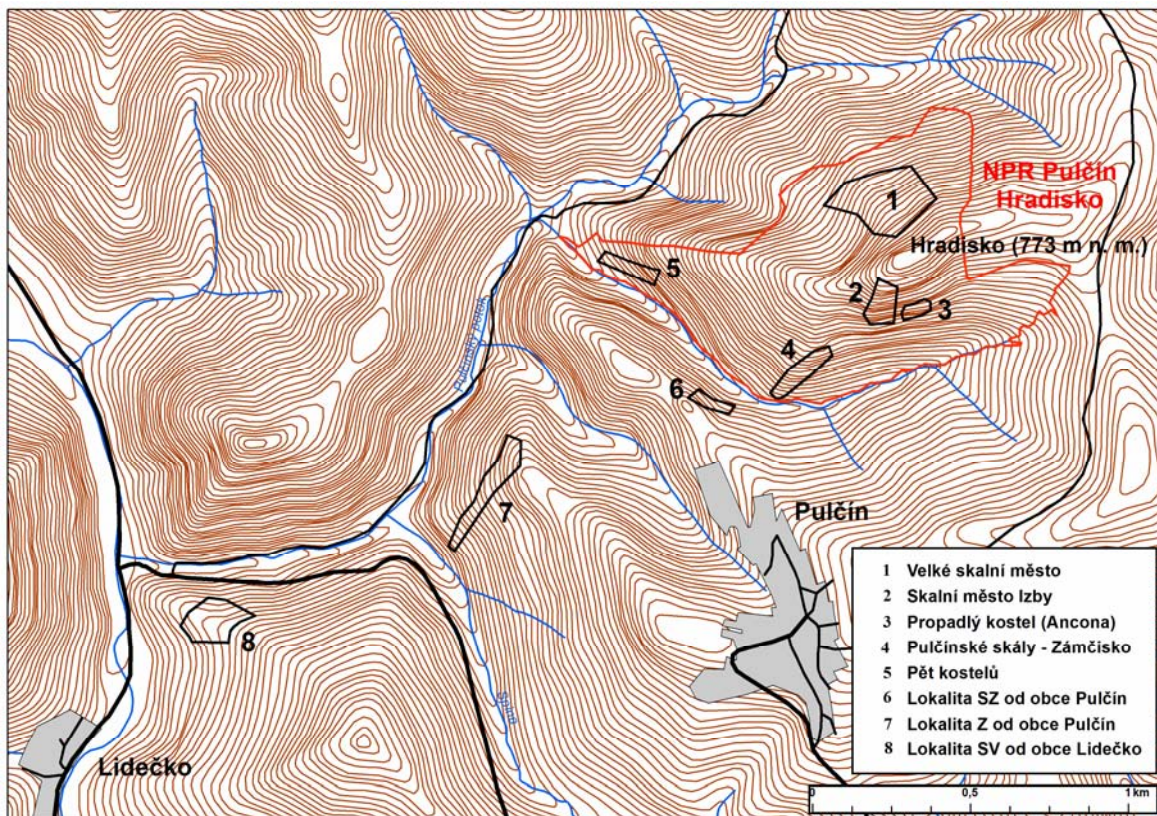 NPR Pulčín
Hradisko
1
Hradisko (773 m n. m.)
5
2
3
4
Pulčínský potok
6
7
Pulčín
8
Lidečko
1 Velké skalní město
2 Skalní město Izby
3 Propadlý kostel (Ancona)
4 Pulčínské skály - Zámčisko
5 Pět kostelů
6 Lokalita SZ od obce Pulčín
7 Lokalita Z od obce Pulčín
8 Lokalita SV od obce Lidečko
0 0,5 1 km